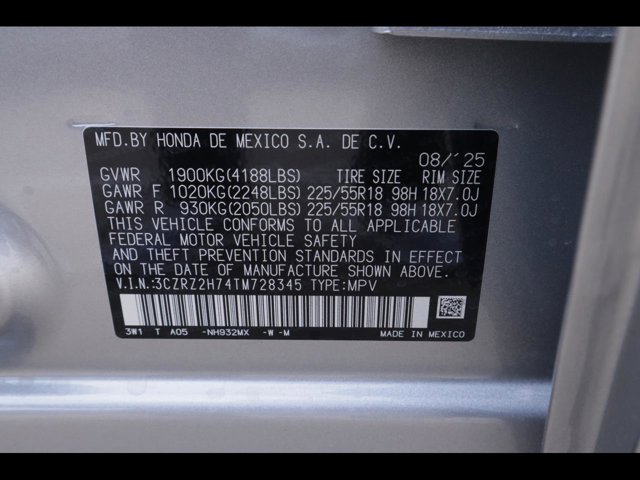 MFD.BY HONDA DE MEXICO S.A. DE C.V.
08/'25
GVWR 1900KG(4188LBS) TIRE SIZE RIM SIZE
GAWR F 1020KG(2248LBS) 225/55R18 98H 18X7.0J
GAWR R 930KG(2050LBS) 225/55R18 98H 18X7.0J
THIS VEHICLE CONFORMS TO ALL APPLICABLE
FEDERAL MOTOR VEHICLE SAFETY
AND THEFT PREVENTION STANDARDS IN EFFECT
ON THE DATE OF MANUFACTURE SHOWN ABOVE.
V.I.N:3CZRZ2H74TM728345 TYPE:MPV
3W1 T A05 -NH932MX -W -M MADE IN MEXICO